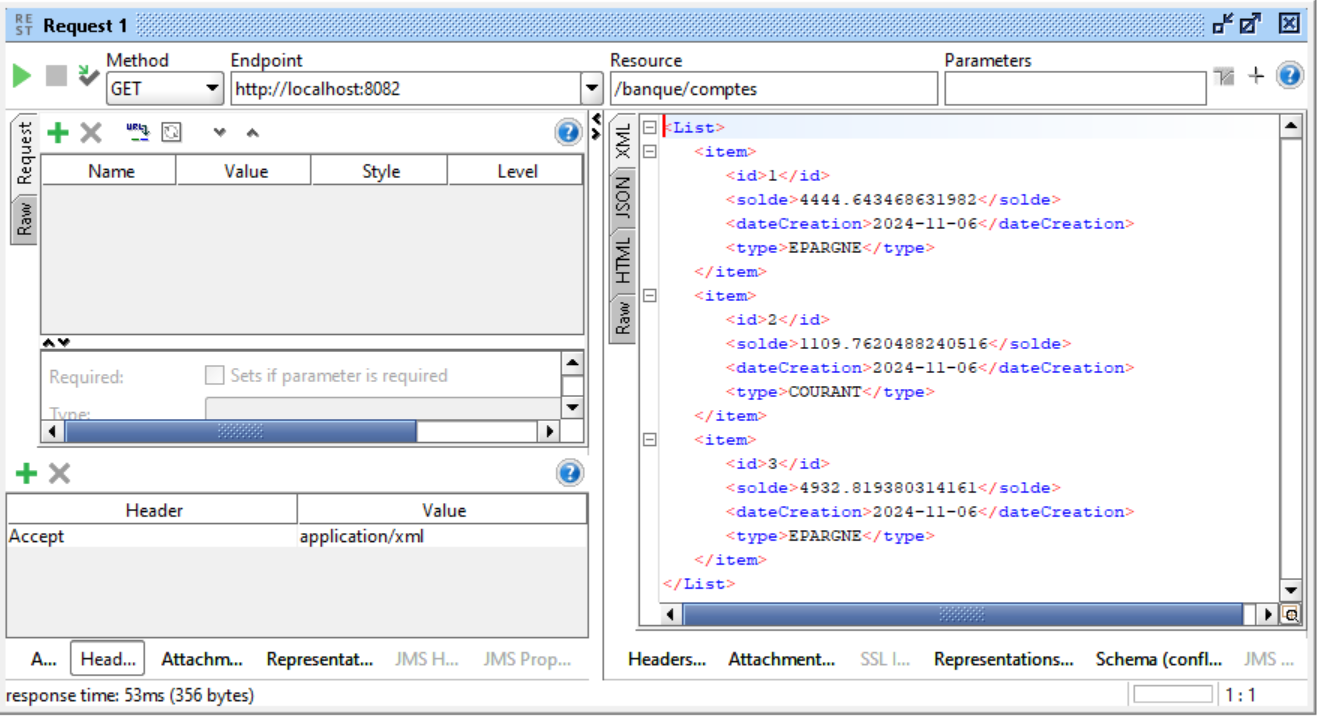 REST Request 1
Method Endpoint Resource Parameters
GET http://localhost:8082 /banque/comptes
Request
Raw
Name Value Style Level
Required: Sets if parameter is required
Type:
Header Value
Accept application/xml
A... Head... Attachm... Representat... JMS H... JMS Prop...
XML
JSON
HTML
Raw
<List>
<item>
<id>1</id>
<solde>4444.643468631982</solde>
<dateCreation>2024-11-06</dateCreation>
<type>EPARGNE</type>
</item>
<item>
<id>2</id>
<solde>1109.7620488240516</solde>
<dateCreation>2024-11-06</dateCreation>
<type>COURANT</type>
</item>
<item>
<id>3</id>
<solde>4932.819380314161</solde>
<dateCreation>2024-11-06</dateCreation>
<type>EPARGNE</type>
</item>
</List>
Headers... Attachment... SSL I... Representations... Schema (confl... JMS ...
response time: 53ms (356 bytes) 1 : 1